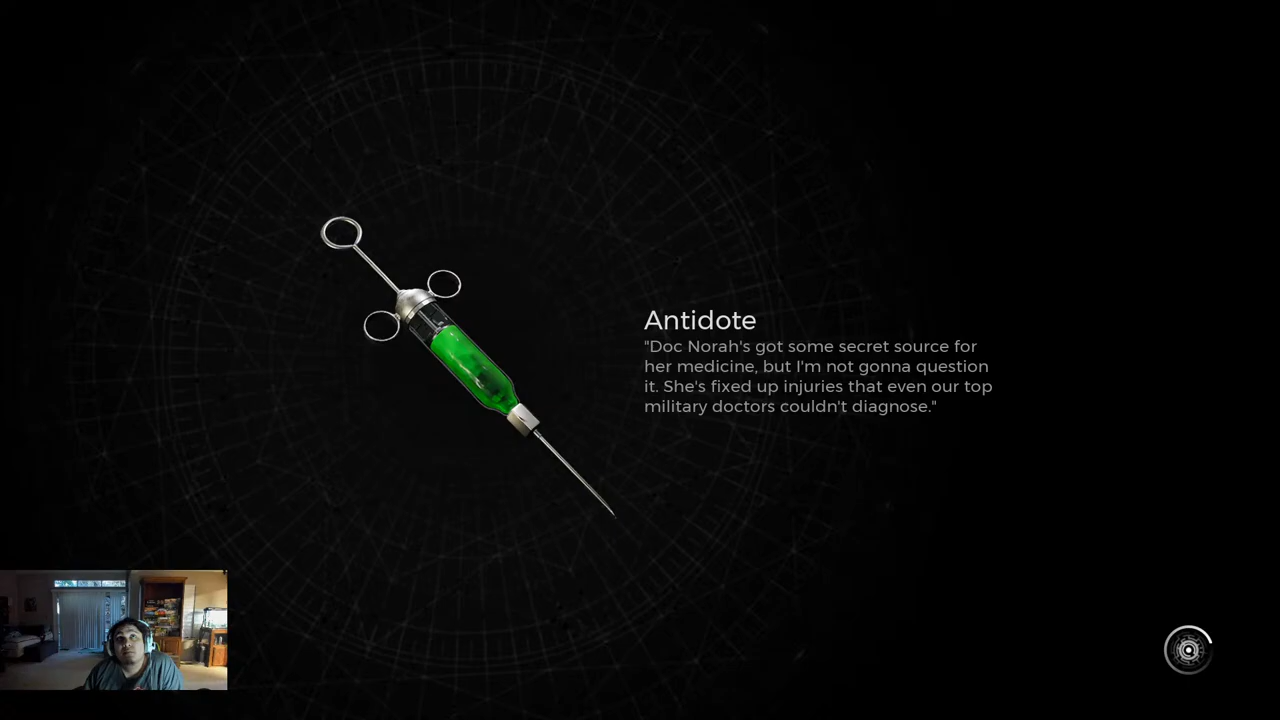 Antidote
"Doc Norah's got some secret source for
her medicine, but I'm not gonna question
it. She's fixed up injuries that even our top
military doctors couldn't diagnose."